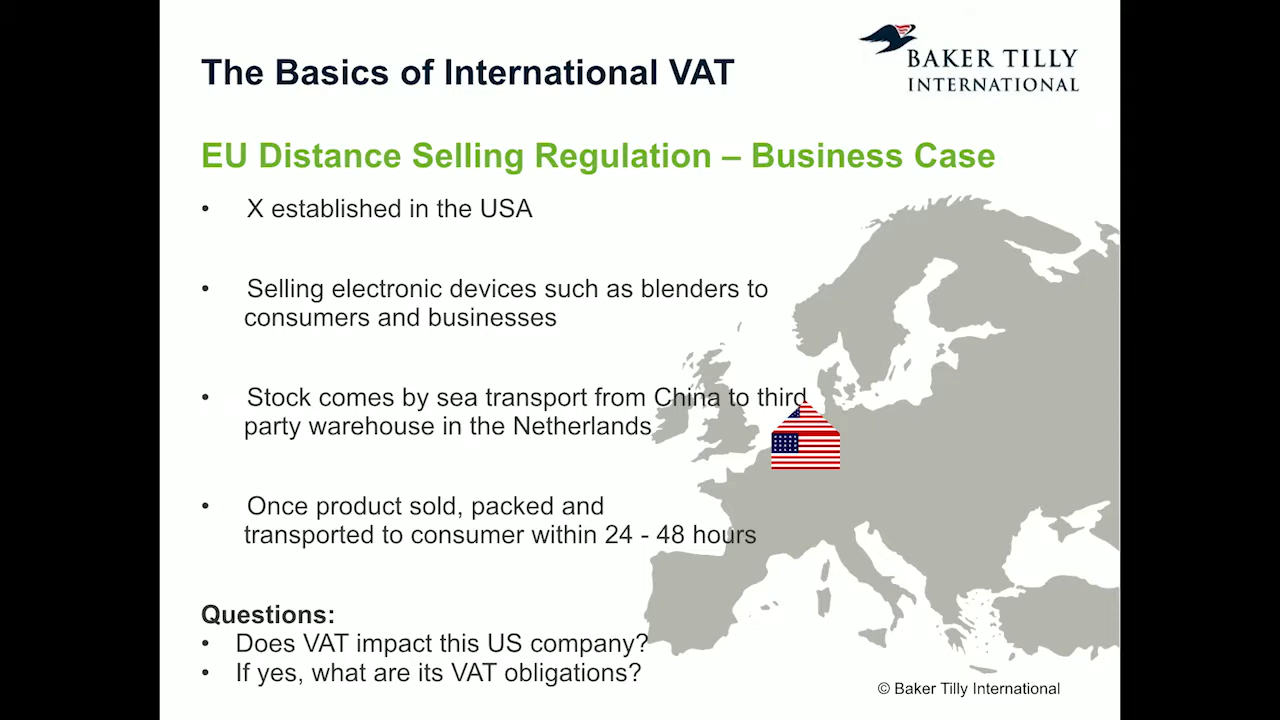 The Basics of International VAT
BAKER TILLY
INTERNATIONAL
EU Distance Selling Regulation – Business Case
• X established in the USA
• Selling electronic devices such as blenders to
consumers and businesses
• Stock comes by sea transport from China to third
party warehouse in the Netherlands
• Once product sold, packed and
transported to consumer within 24 - 48 hours
Questions:
• Does VAT impact this US company?
• If yes, what are its VAT obligations?
© Baker Tilly International